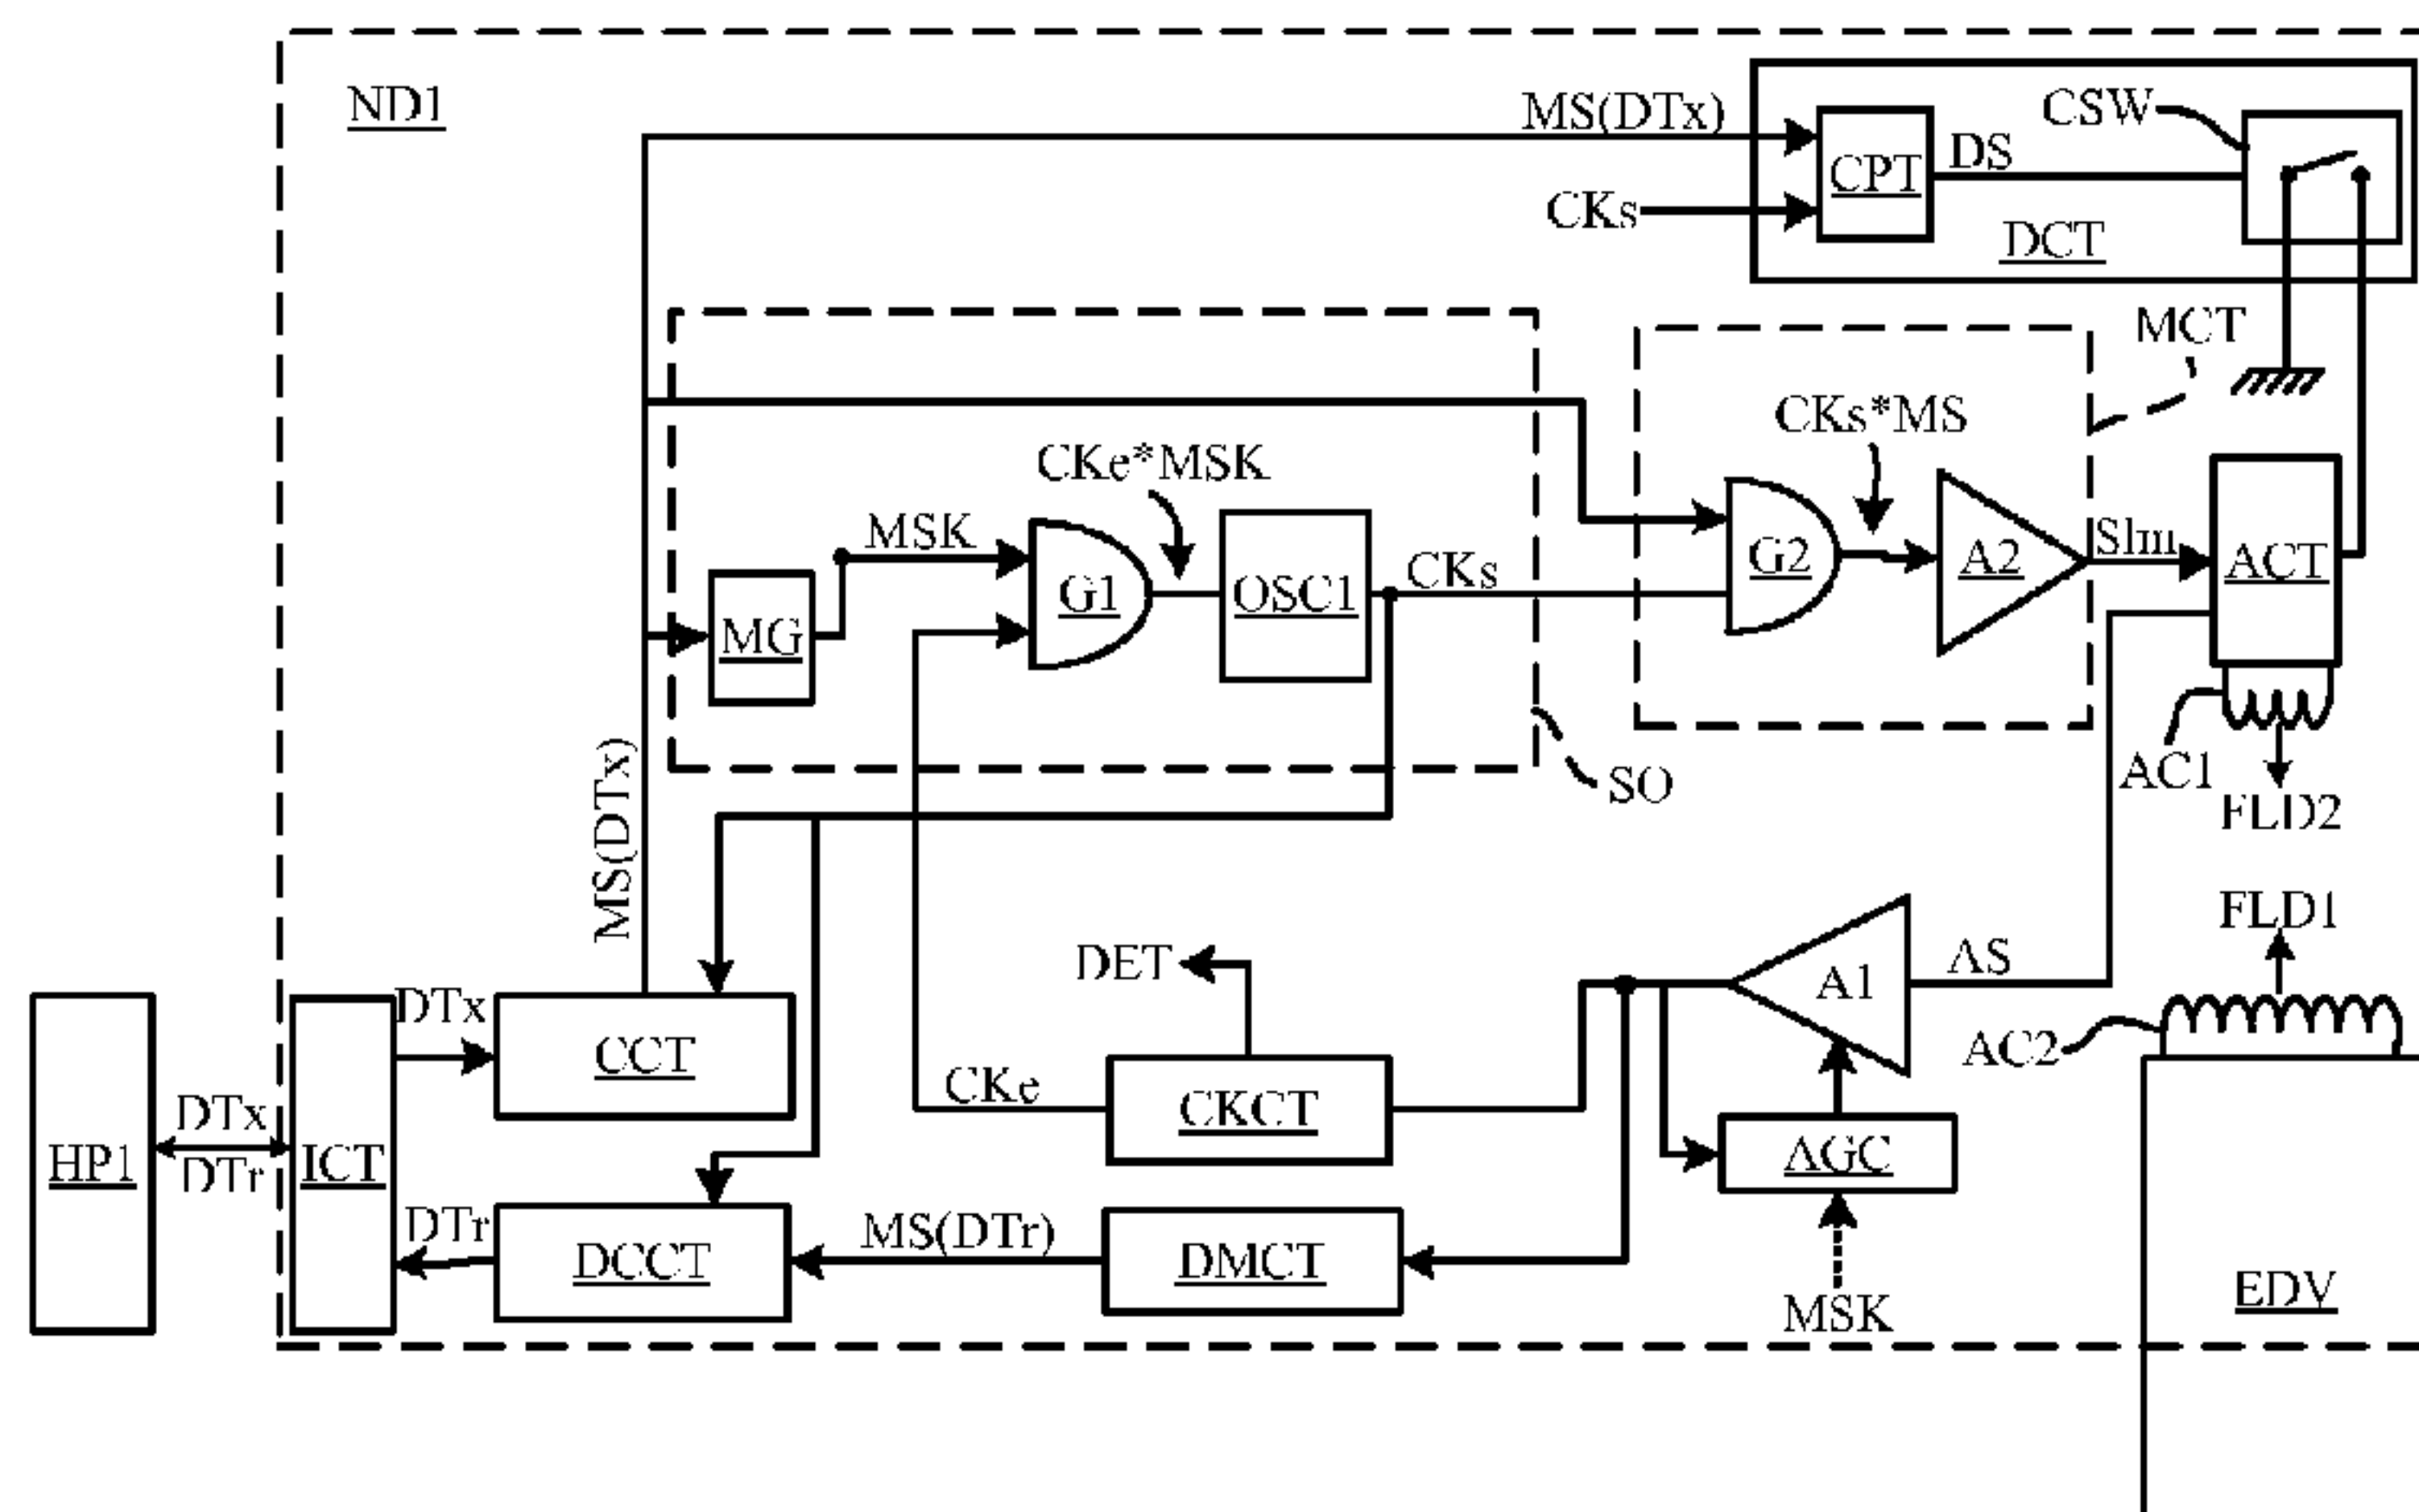 ND1
MS(DTx)
CKs
CPT
DS
CSW
DCT
MCT
CKe*MSK
CKs*MS
MSK
MG
G1
OSC1
CKs
G2
A2
SIm
ACT
AC1
FLD2
SO
MS(DTx)
FLD1
DET
A1
AS
AC2
DTx
CCT
CKe
CKCT
AGC
HP1
DTx
DTr
ICT
DTr
DCCT
MS(DTr)
DMCT
MSK
EDV